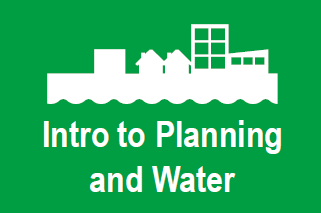 Intro to Planning
and Water